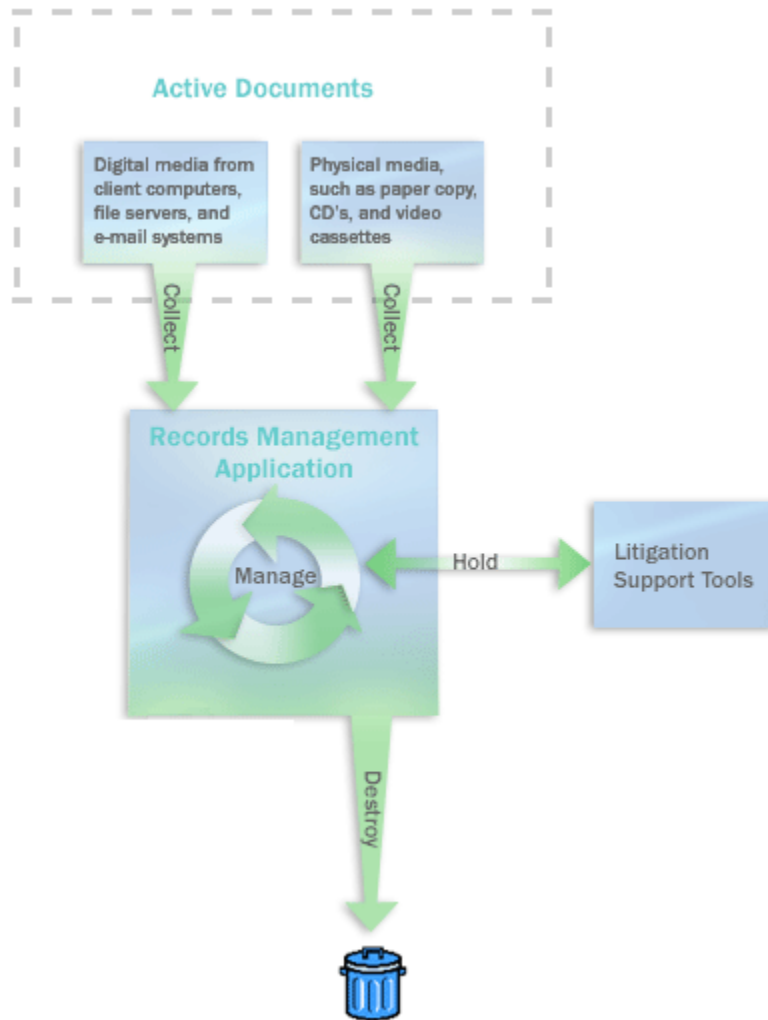 Active Documents
Digital media from
client computers,
file servers, and
e-mail systems
Physical media,
such as paper copy,
CD's, and video
cassettes
Collect
Collect
Records Management
Application
Manage
Hold
Litigation
Support Tools
Destroy